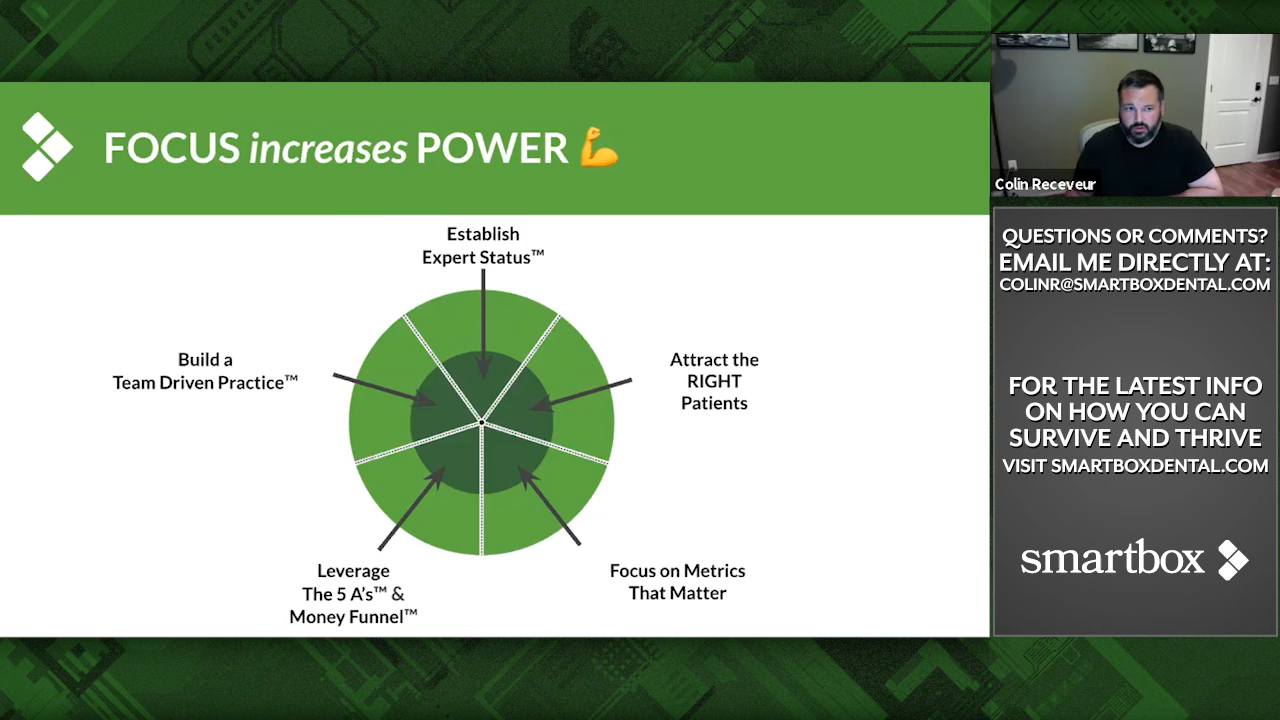 FOCUS increases POWER 💪
Establish
Expert Status™
Build a
Team Driven Practice™
Attract the
RIGHT
Patients
Leverage
The 5 A's™ &
Money Funnel™
Focus on Metrics
That Matter
Colin Receveur
QUESTIONS OR COMMENTS?
EMAIL ME DIRECTLY AT:
COLINR@SMARTBOXDENTAL.COM
FOR THE LATEST INFO
ON HOW YOU CAN
SURVIVE AND THRIVE
VISIT SMARTBOXDENTAL.COM
smartbox